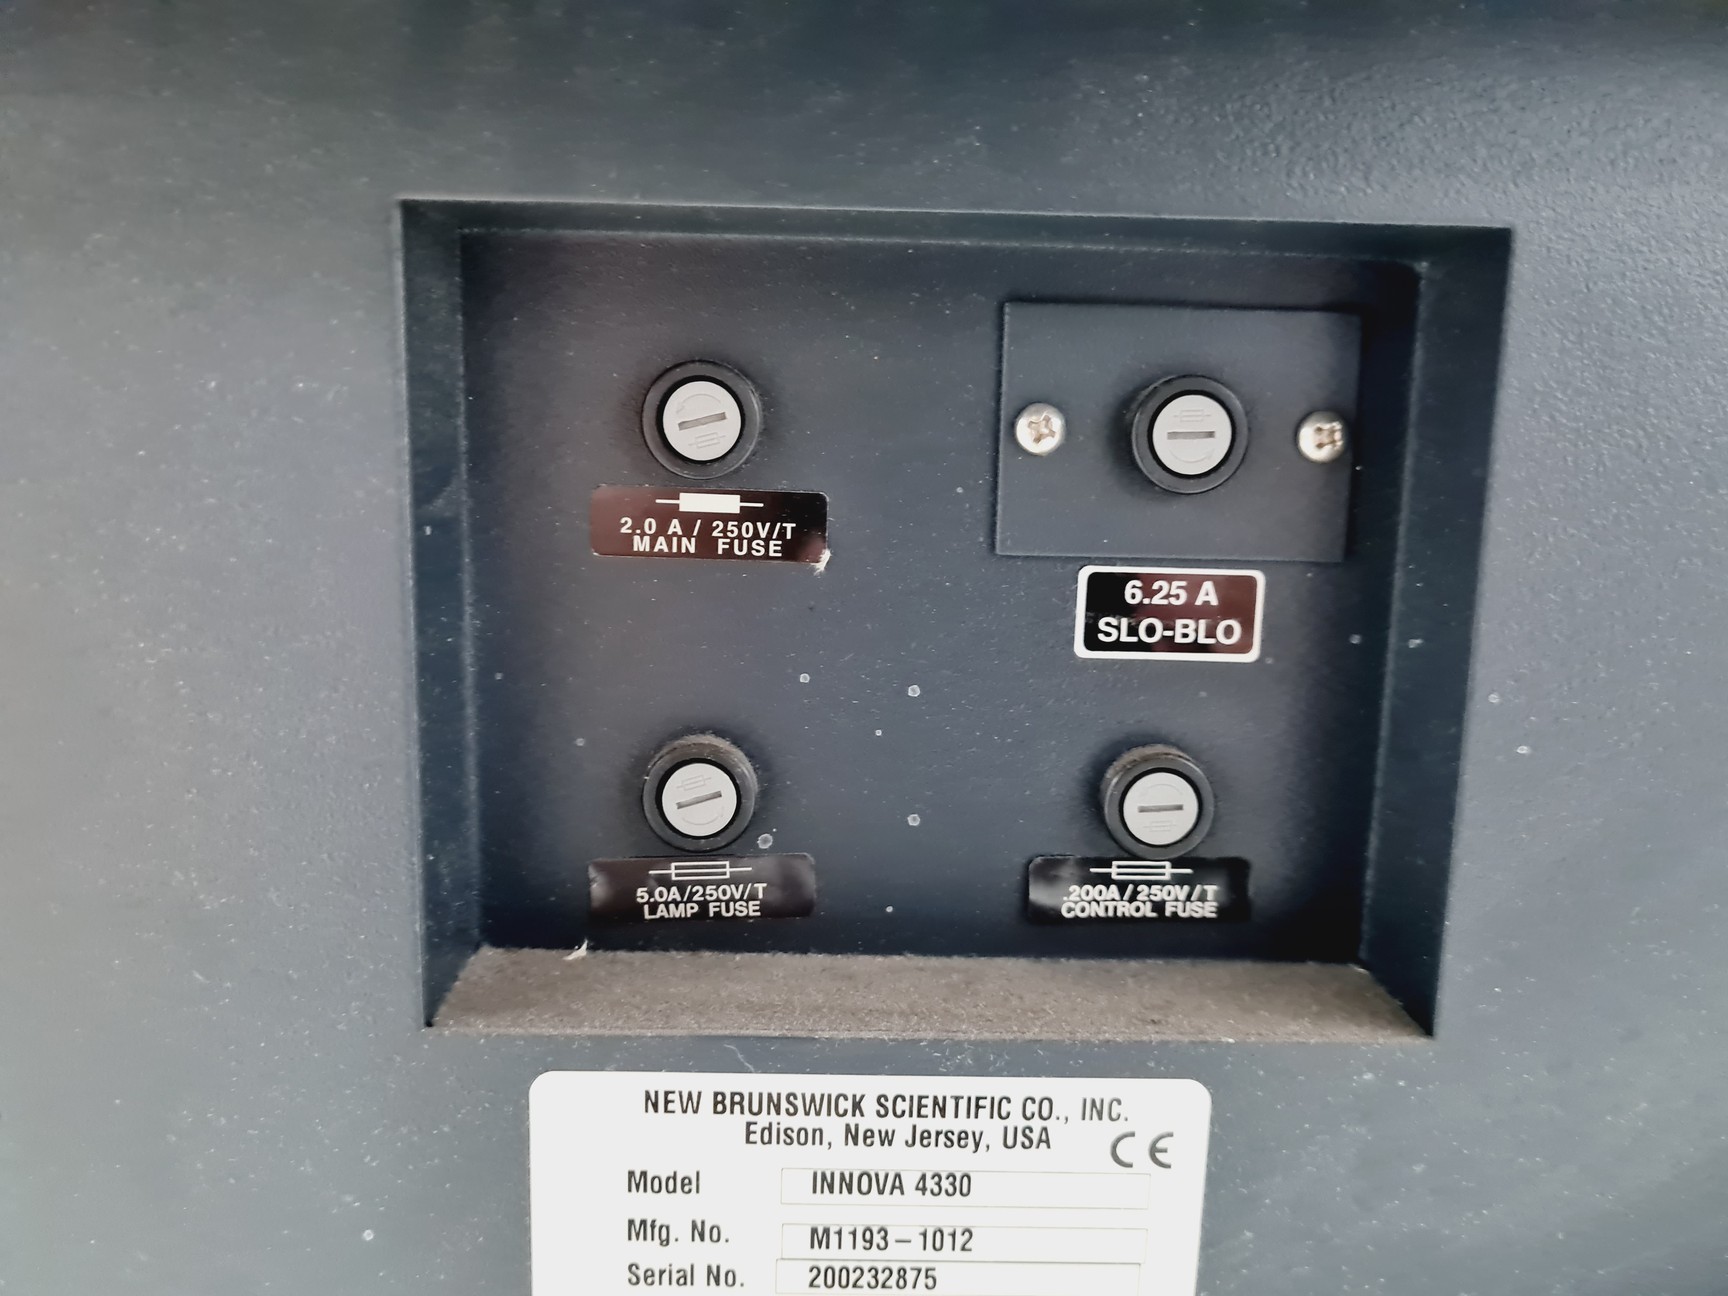 2.0 A / 250V/T
MAIN FUSE
6.25 A
SLO-BLO
5.0A/250V/T
LAMP FUSE
.200A/250V/T
CONTROL FUSE
NEW BRUNSWICK SCIENTIFIC CO., INC.
Edison, New Jersey, USA
CE
Model INNOVA 4330
Mfg. No. M1193-1012
Serial No. 200232875